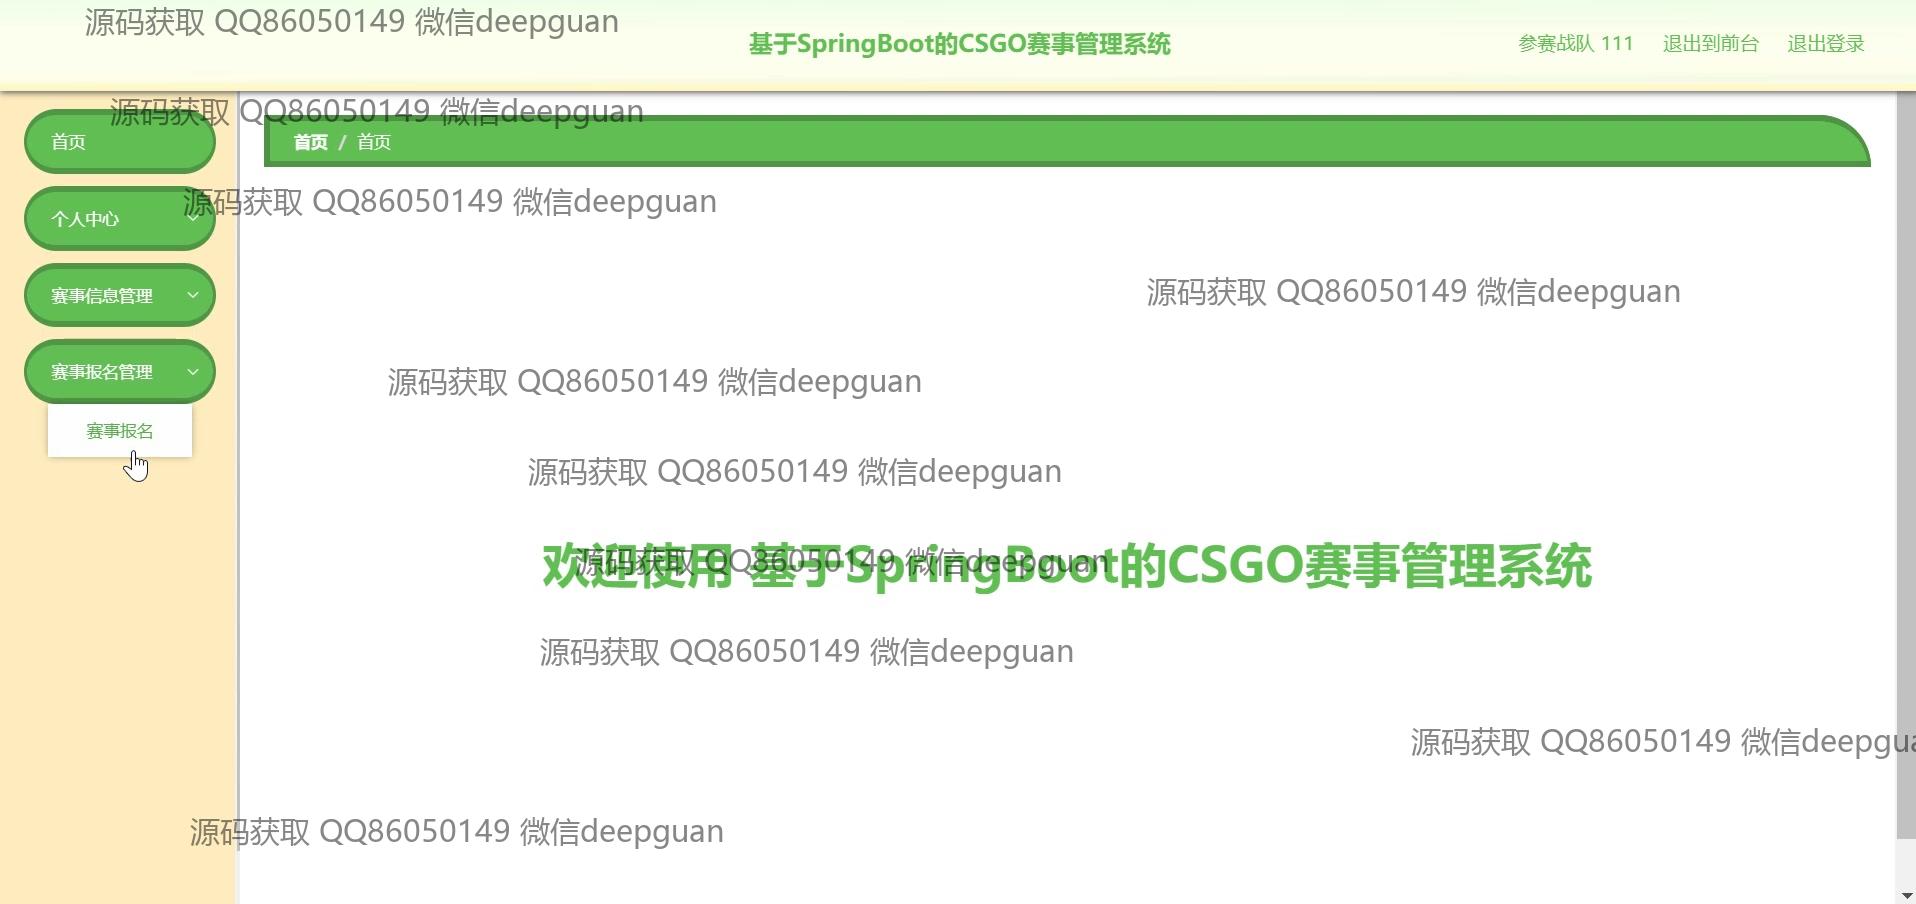 源码获取 QQ86050149 微信deepguan
基于SpringBoot的CSGO赛事管理系统
参赛战队 111 退出到前台 退出登录
源码获取 QQ86050149 微信deepguan
首页
首页 / 首页
源码获取 QQ86050149 微信deepguan
个人中心
源码获取 QQ86050149 微信deepguan
赛事信息管理
赛事报名管理
源码获取 QQ86050149 微信deepguan
赛事报名
源码获取 QQ86050149 微信deepguan
欢迎使用 基于SpringBoot的CSGO赛事管理系统
源码获取 QQ86050149 微信deepguan
源码获取 QQ86050149 微信deepguan
源码获取 QQ86050149 微信deepgua
源码获取 QQ86050149 微信deepguan